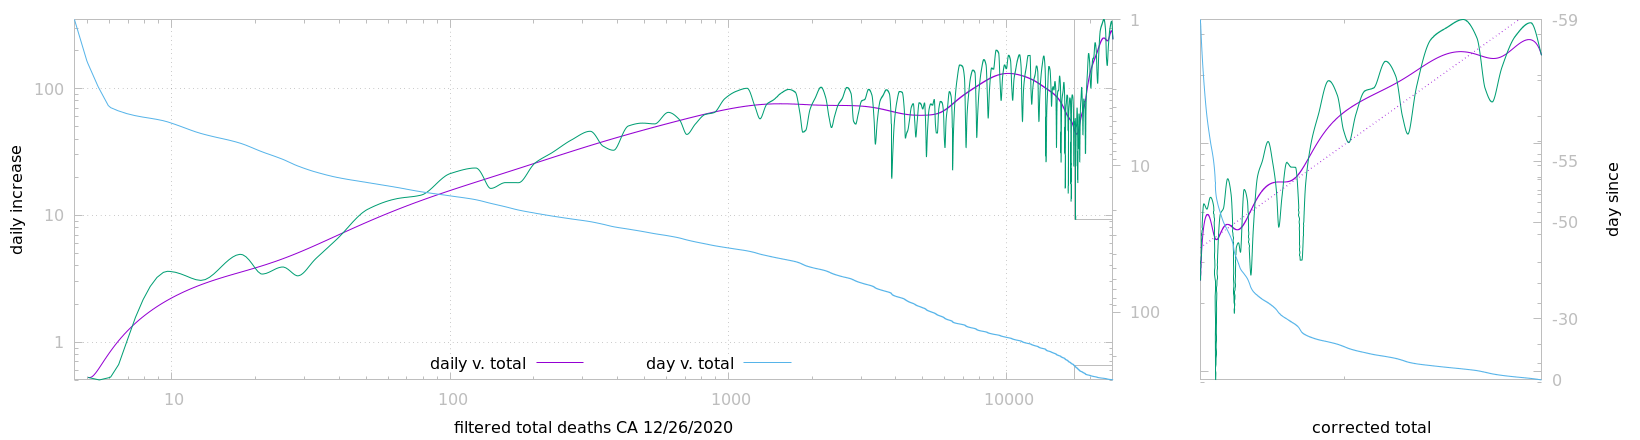 daily increase
100
10
1
10
100
1000
10000
1
10
100
daily v. total
day v. total
filtered total deaths CA 12/26/2020
-59
-55
-50
-30
0
day since
corrected total